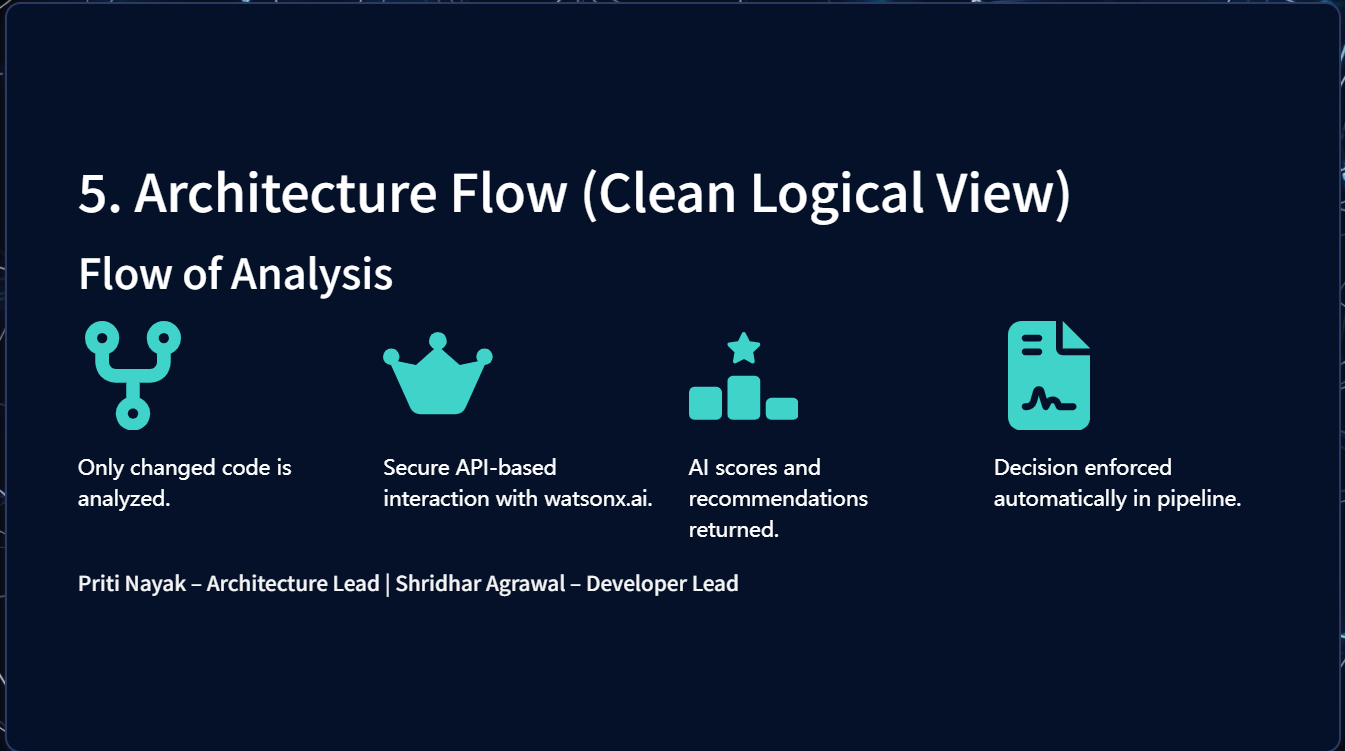 5. Architecture Flow (Clean Logical View)
Flow of Analysis
Only changed code is
analyzed.
Secure API-based
interaction with watsonx.ai.
AI scores and
recommendations
returned.
Decision enforced
automatically in pipeline.
Priti Nayak – Architecture Lead | Shridhar Agrawal – Developer Lead